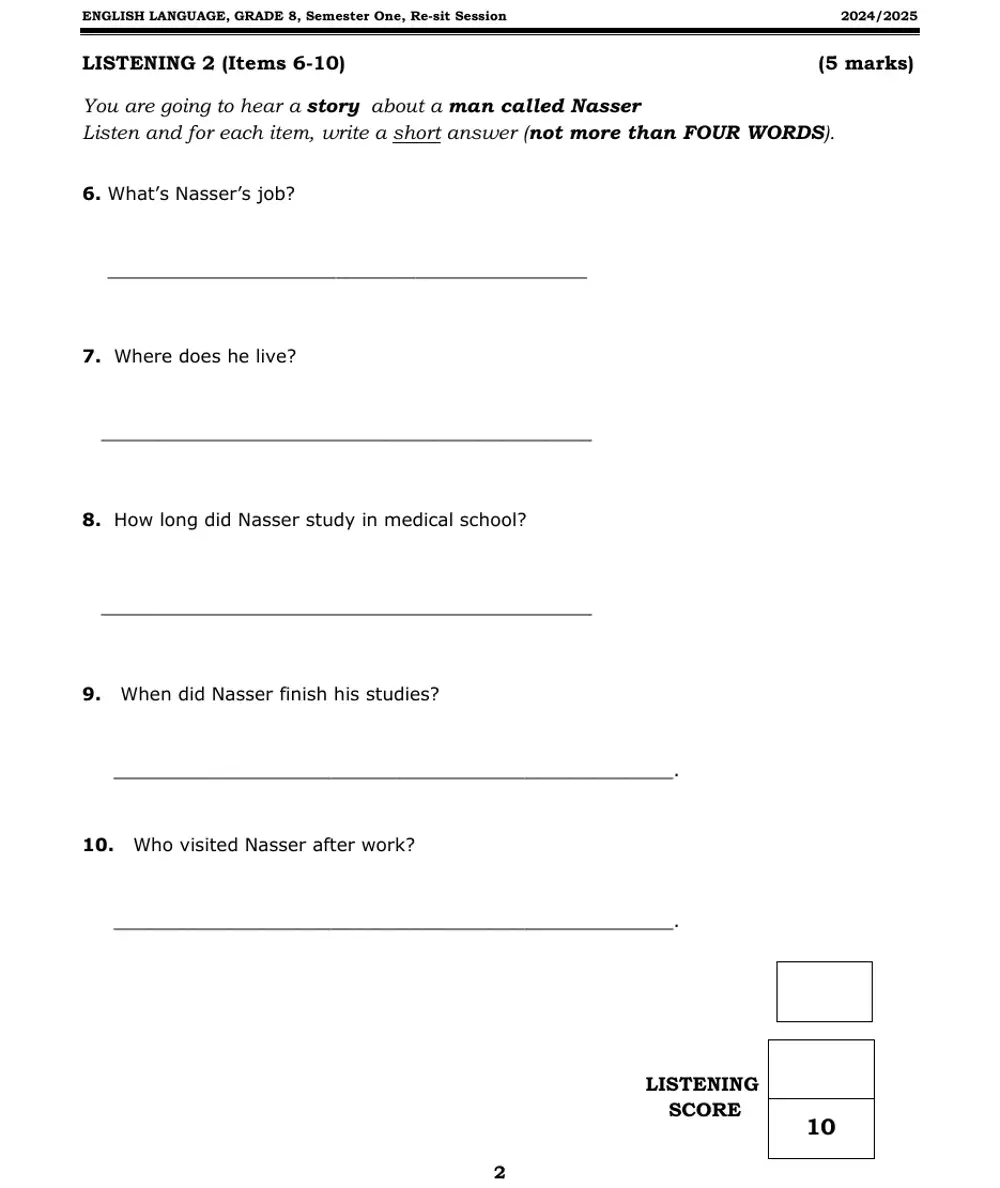 ENGLISH LANGUAGE, GRADE 8, Semester One, Re-sit Session 2024/2025
LISTENING 2 (Items 6-10) (5 marks)
You are going to hear a story about a man called Nasser
Listen and for each item, write a short answer (not more than FOUR WORDS).
6. What's Nasser's job?
7. Where does he live?
8. How long did Nasser study in medical school?
9. When did Nasser finish his studies?
10. Who visited Nasser after work?
LISTENING
SCORE
10
2